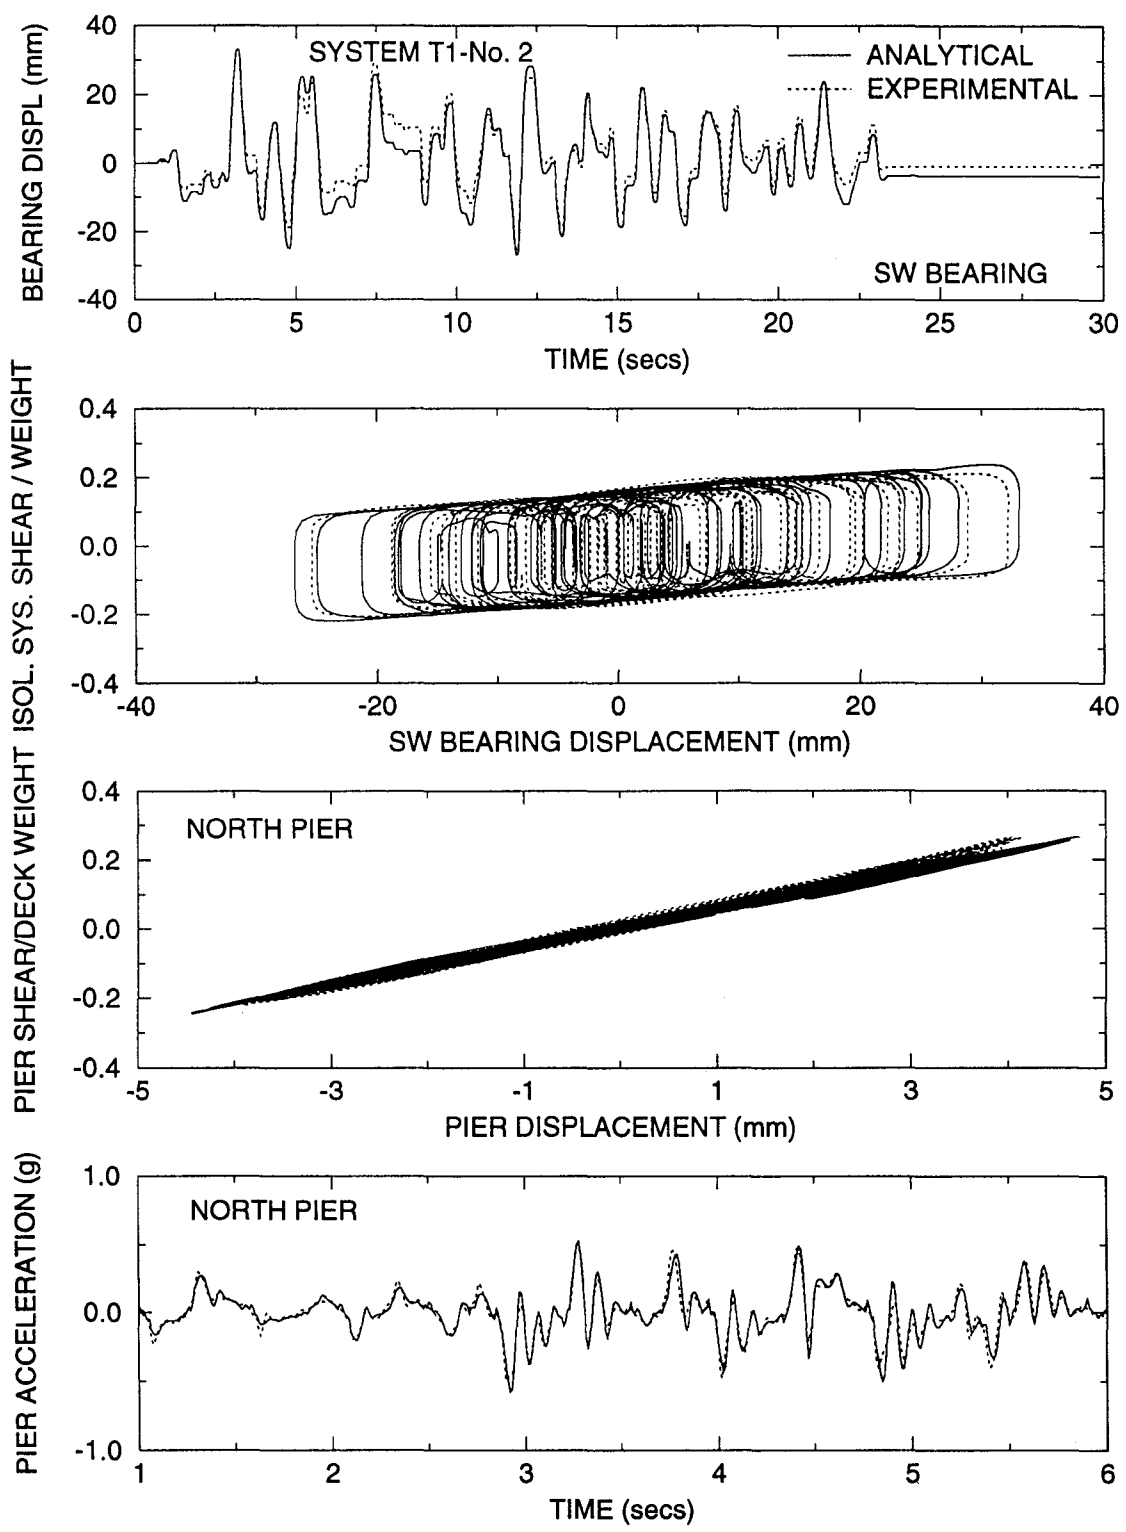 BEARING DISPL (mm)
40
20
0
-20
-40
SYSTEM T1-No. 2
ANALYTICAL
EXPERIMENTAL
SW BEARING
0 5 10 15 20 25 30
TIME (secs)
ISOL. SYS. SHEAR / WEIGHT
0.4
0.2
0.0
-0.2
-0.4
-40 -20 0 20 40
SW BEARING DISPLACEMENT (mm)
PIER SHEAR/DECK WEIGHT
0.4
0.2
0.0
-0.2
-0.4
NORTH PIER
-5 -3 -1 1 3 5
PIER DISPLACEMENT (mm)
PIER ACCELERATION (g)
1.0
0.0
-1.0
NORTH PIER
1 2 3 4 5 6
TIME (secs)